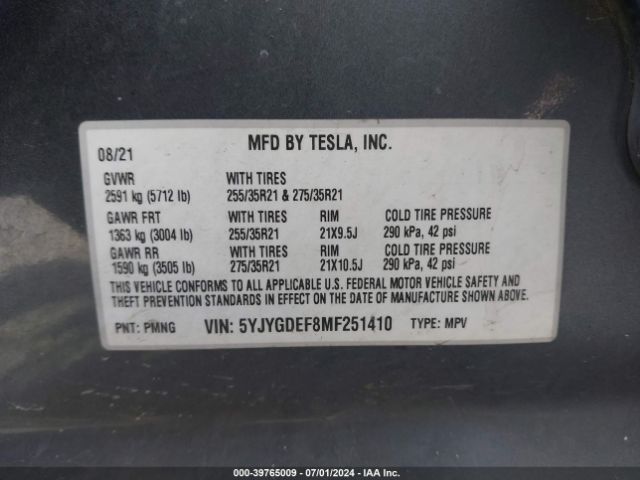 MFD BY TESLA, INC.
08/21
GVWR WITH TIRES
2591 kg (5712 lb) 255/35R21 & 275/35R21
GAWR FRT WITH TIRES RIM COLD TIRE PRESSURE
1363 kg (3004 lb) 255/35R21 21X9.5J 290 kPa, 42 psi
GAWR RR WITH TIRES RIM COLD TIRE PRESSURE
1590 kg (3505 lb) 275/35R21 21X10.5J 290 kPa, 42 psi
THIS VEHICLE CONFORMS TO ALL APPLICABLE U.S. FEDERAL MOTOR VEHICLE SAFETY AND
THEFT PREVENTION STANDARDS IN EFFECT ON THE DATE OF MANUFACTURE SHOWN ABOVE.
PNT: PMNG VIN: 5YJYGDEF8MF251410 TYPE: MPV
000-39765009 - 07/01/2024 - IAA Inc.